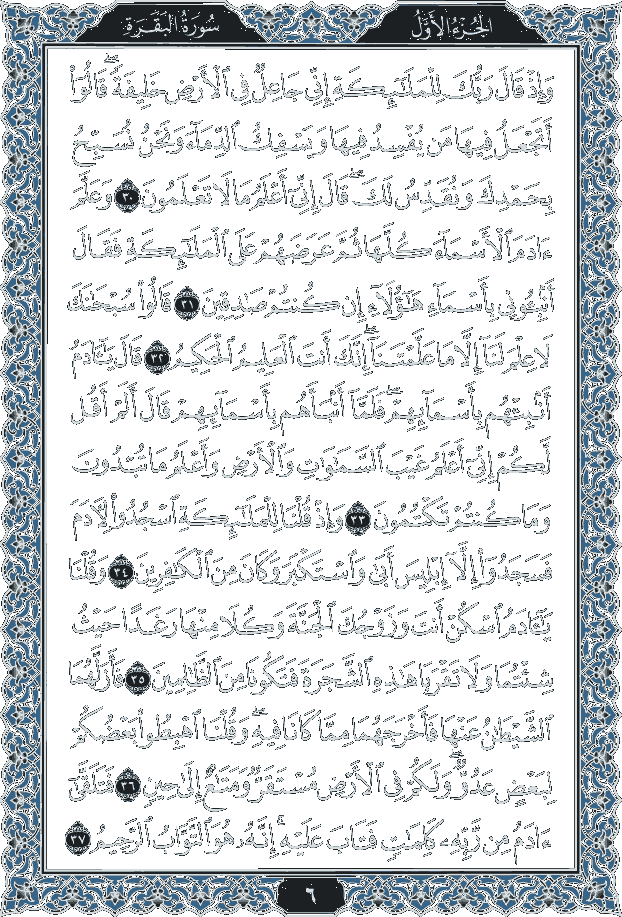 الجُزْءُ الأَوَّلُ
سُورَةُ البَقَرَةِ
وَإِذْ قَالَ رَبُّكَ لِلْمَلَٰٓئِكَةِ إِنِّي جَاعِلٌ فِي ٱلْأَرْضِ خَلِيفَةً ۖ قَالُوٓا۟
أَتَجْعَلُ فِيهَا مَن يُفْسِدُ فِيهَا وَيَسْفِكُ ٱلدِّمَآءَ وَنَحْنُ نُسَبِّحُ
بِحَمْدِكَ وَنُقَدِّسُ لَكَ ۖ قَالَ إِنِّيٓ أَعْلَمُ مَا لَا تَعْلَمُونَ ٣٠ وَعَلَّمَ
ءَادَمَ ٱلْأَسْمَآءَ كُلَّهَا ثُمَّ عَرَضَهُمْ عَلَى ٱلْمَلَٰٓئِكَةِ فَقَالَ
أَنۢبِـُٔونِي بِأَسْمَآءِ هَٰٓؤُلَآءِ إِن كُنتُمْ صَٰدِقِينَ ٣١ قَالُوا۟ سُبْحَٰنَكَ
لَا عِلْمَ لَنَآ إِلَّا مَا عَلَّمْتَنَآ ۖ إِنَّكَ أَنتَ ٱلْعَلِيمُ ٱلْحَكِيمُ ٣٢ قَالَ يَٰٓـَٔادَمُ
أَنۢبِئْهُم بِأَسْمَآئِهِمْ ۖ فَلَمَّآ أَنۢبَأَهُم بِأَسْمَآئِهِمْ قَالَ أَلَمْ أَقُل
لَّكُمْ إِنِّيٓ أَعْلَمُ غَيْبَ ٱلسَّمَٰوَٰتِ وَٱلْأَرْضِ وَأَعْلَمُ مَا تُبْدُونَ
وَمَا كُنتُمْ تَكْتُمُونَ ٣٣ وَإِذْ قُلْنَا لِلْمَلَٰٓئِكَةِ ٱسْجُدُوا۟ لِـَٔادَمَ
فَسَجَدُوٓا۟ إِلَّآ إِبْلِيسَ أَبَىٰ وَٱسْتَكْبَرَ وَكَانَ مِنَ ٱلْكَٰفِرِينَ ٣٤ وَقُلْنَا
يَٰٓـَٔادَمُ ٱسْكُنْ أَنتَ وَزَوْجُكَ ٱلْجَنَّةَ وَكُلَا مِنْهَا رَغَدًا حَيْثُ
شِئْتُمَا وَلَا تَقْرَبَا هَٰذِهِ ٱلشَّجَرَةَ فَتَكُونَا مِنَ ٱلظَّٰلِمِينَ ٣٥ فَأَزَلَّهُمَا
ٱلشَّيْطَٰنُ عَنْهَا فَأَخْرَجَهُمَا مِمَّا كَانَا فِيهِ ۖ وَقُلْنَا ٱهْبِطُوا۟ بَعْضُكُمْ
لِبَعْضٍ عَدُوٌّ ۖ وَلَكُمْ فِي ٱلْأَرْضِ مُسْتَقَرٌّ وَمَتَٰعٌ إِلَىٰ حِينٍ ٣٦ فَتَلَقَّىٰٓ
ءَادَمُ مِن رَّبِّهِۦ كَلِمَٰتٍ فَتَابَ عَلَيْهِ ۚ إِنَّهُۥ هُوَ ٱلتَّوَّابُ ٱلرَّحِيمُ ٣٧
٦